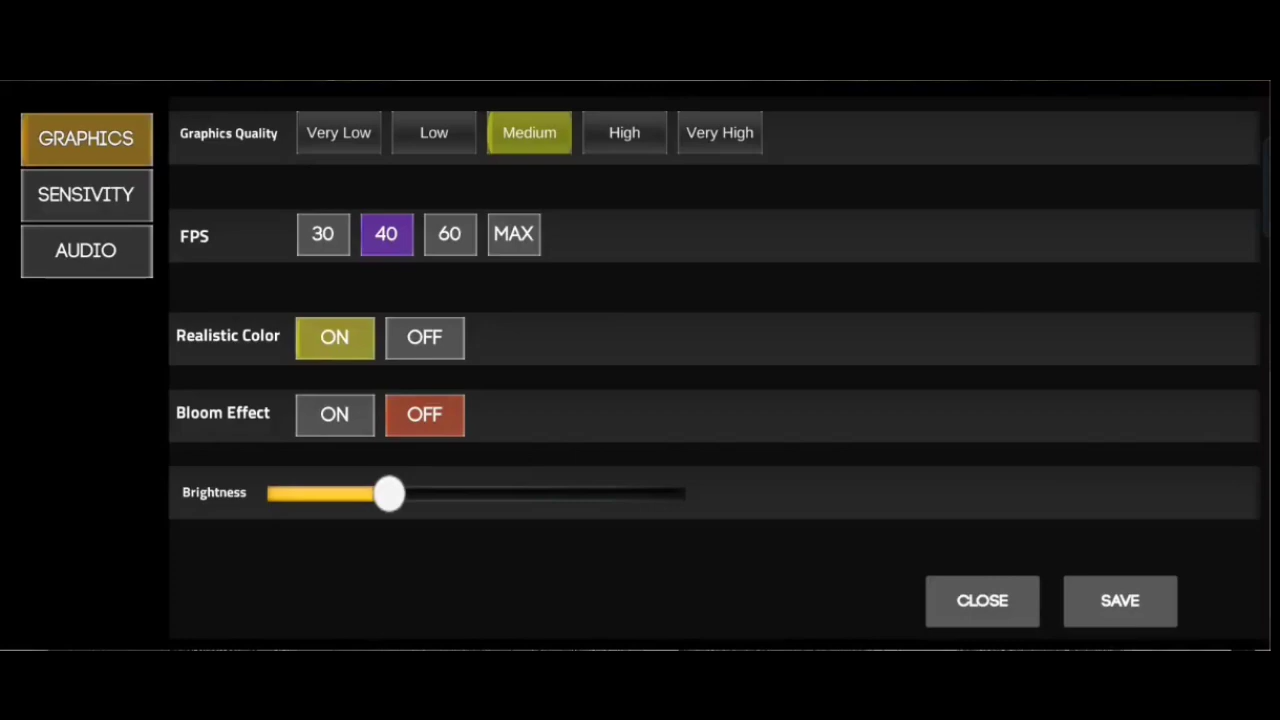 GRAPHICS
SENSIVITY
AUDIO
Graphics Quality Very Low Low Medium High Very High
FPS 30 40 60 MAX
Realistic Color ON OFF
Bloom Effect ON OFF
Brightness
CLOSE SAVE